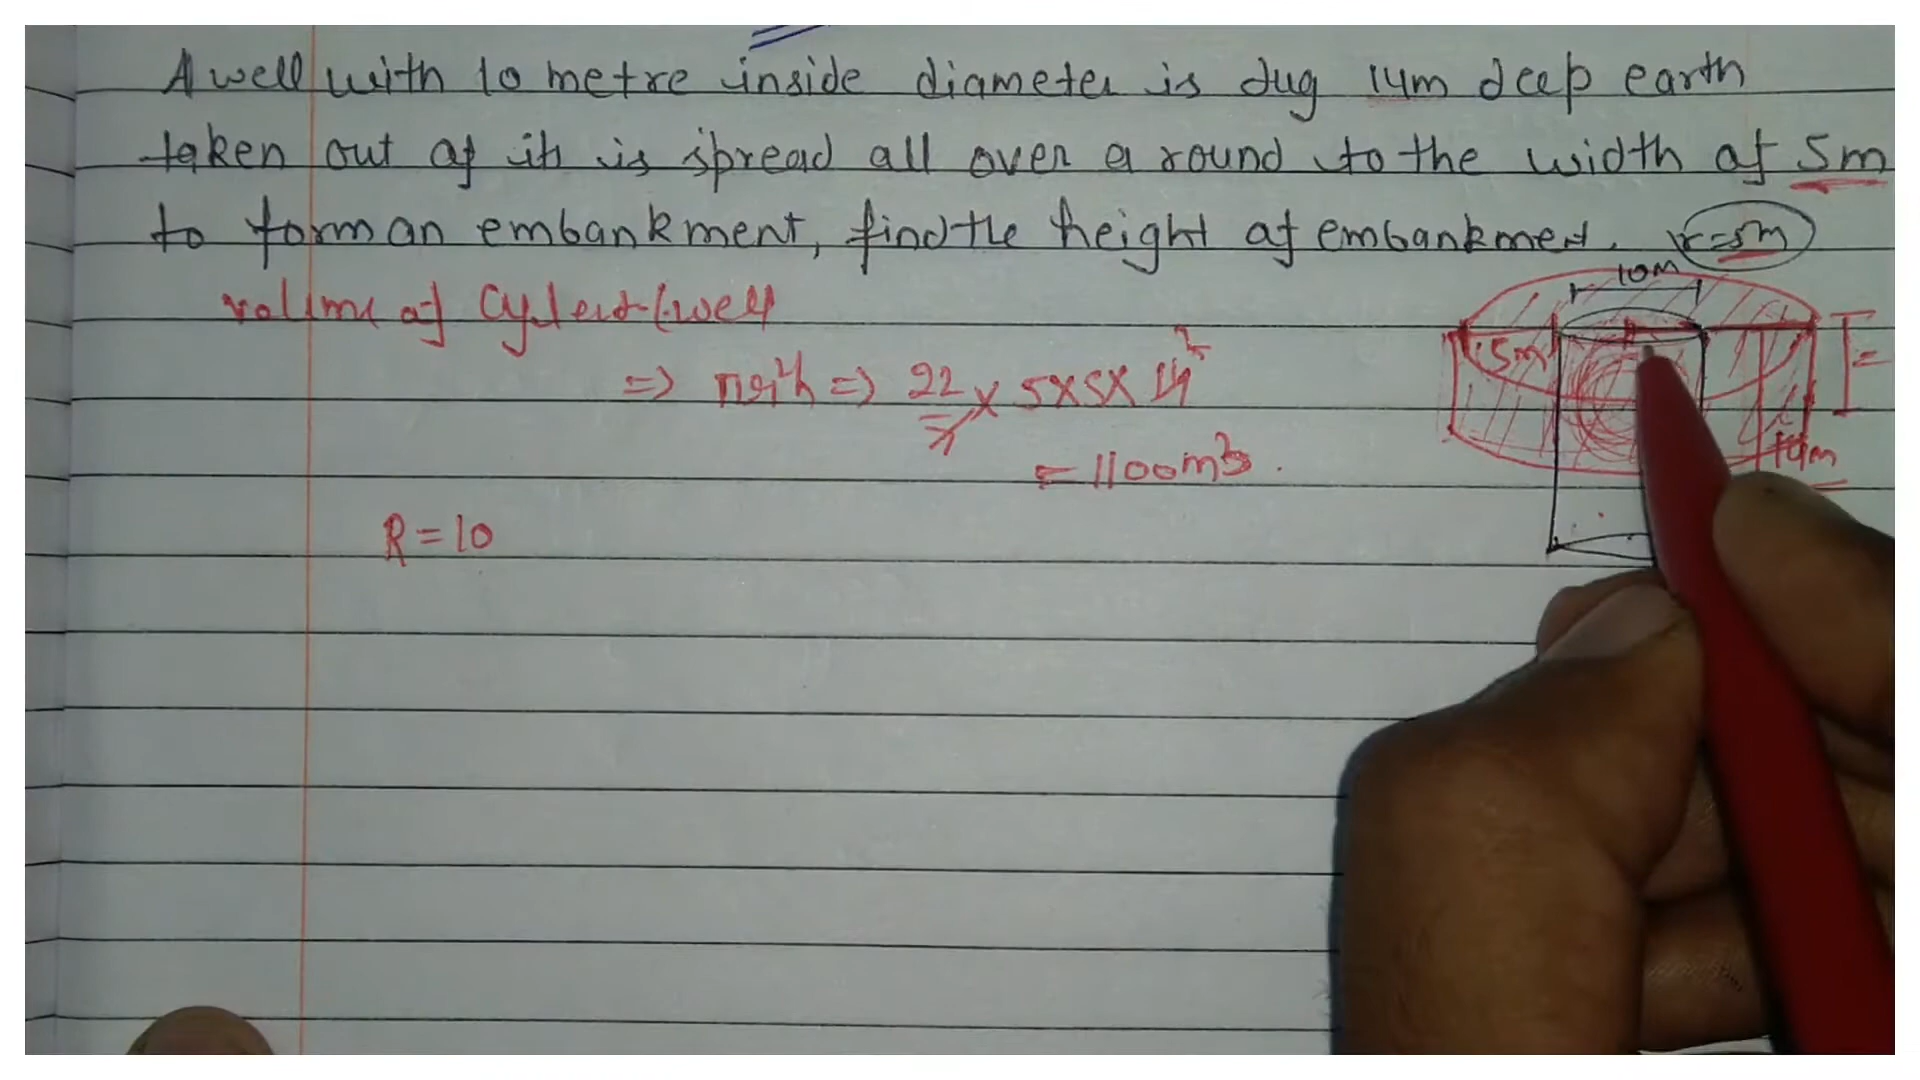 A well with 10 metre inside diameter is dug 14m deep earth
taken out of it is spread all over a round to the width of 5m
to form an embankment, find the height of embankment. r=5m
10m
volume of Cylend (well
5m
=> πr²h => 22/7 x 5x5x 14 2
= 1100m3.
14m
R = 10